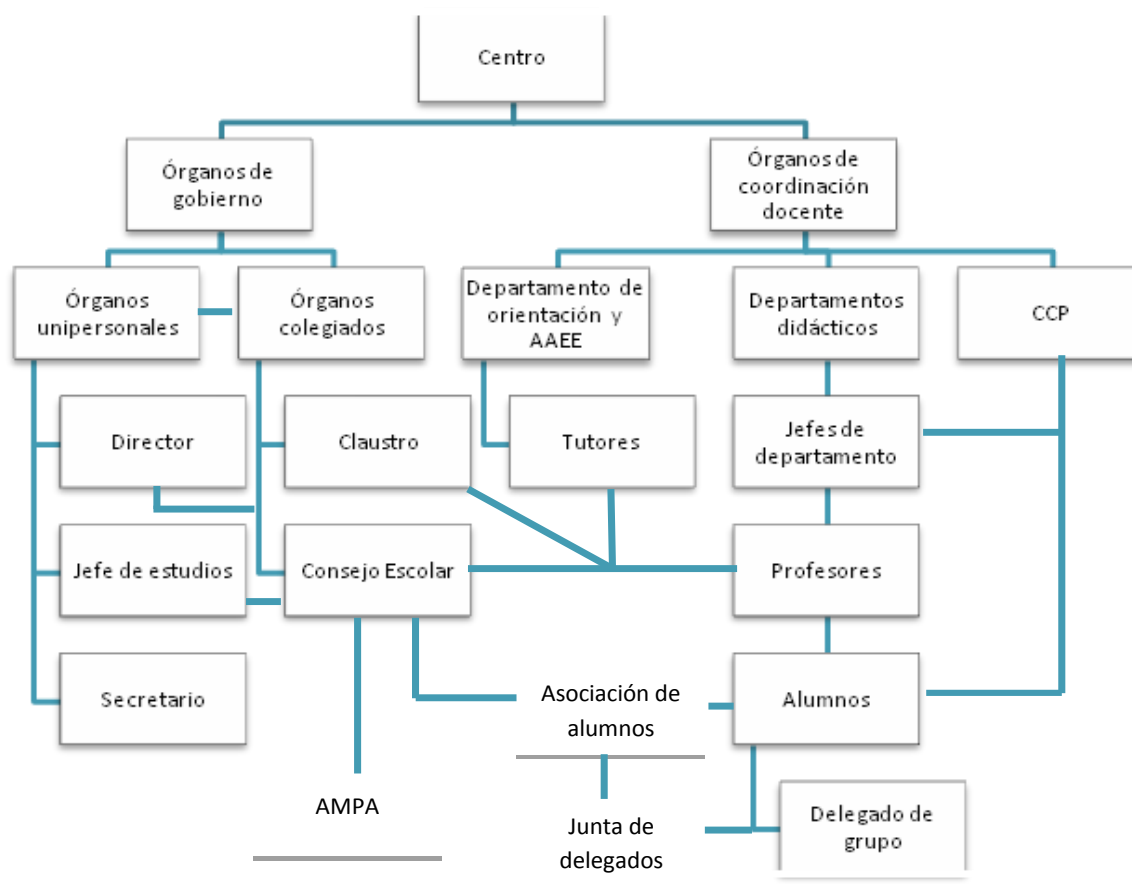 Centro
Órganos de
gobierno
Órganos de
coordinación
docente
Órganos
unipersonales
Órganos
colegiados
Departamento de
orientación y
AAEE
Departamentos
didácticos
CCP
Director
Claustro
Tutores
Jefes de
departamento
Jefe de estudios
Consejo Escolar
Profesores
Secretario
Asociación de
alumnos
Alumnos
AMPA
Junta de
delegados
Delegado de
grupo